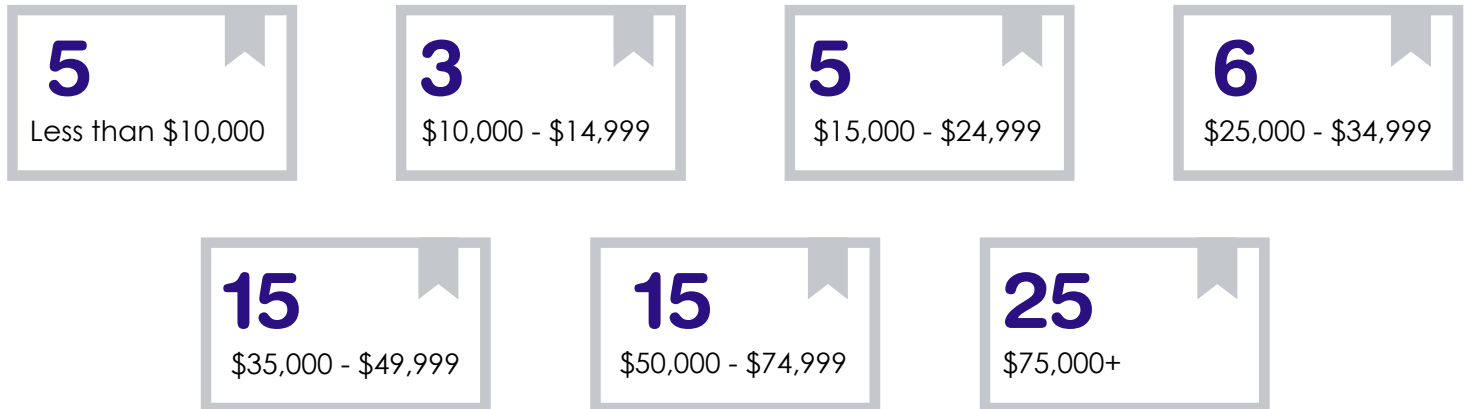 5
Less than $10,000
3
$10,000 - $14,999
5
$15,000 - $24,999
6
$25,000 - $34,999
15
$35,000 - $49,999
15
$50,000 - $74,999
25
$75,000+